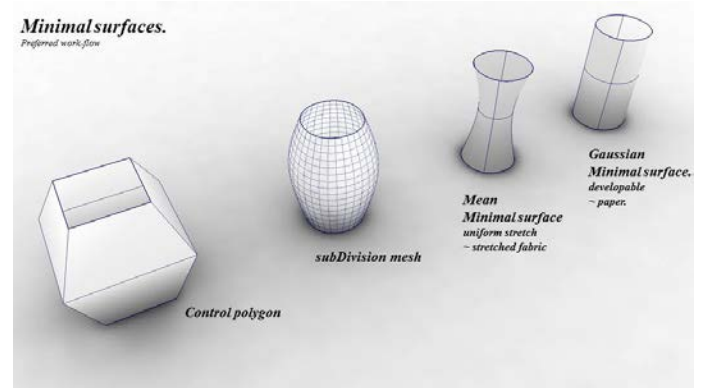 Minimal surfaces.
Preferred work-flow
Gaussian
Minimal surface.
developable
~ paper.
Mean
Minimal surface
uniform stretch
~ stretched fabric
subDivision mesh
Control polygon